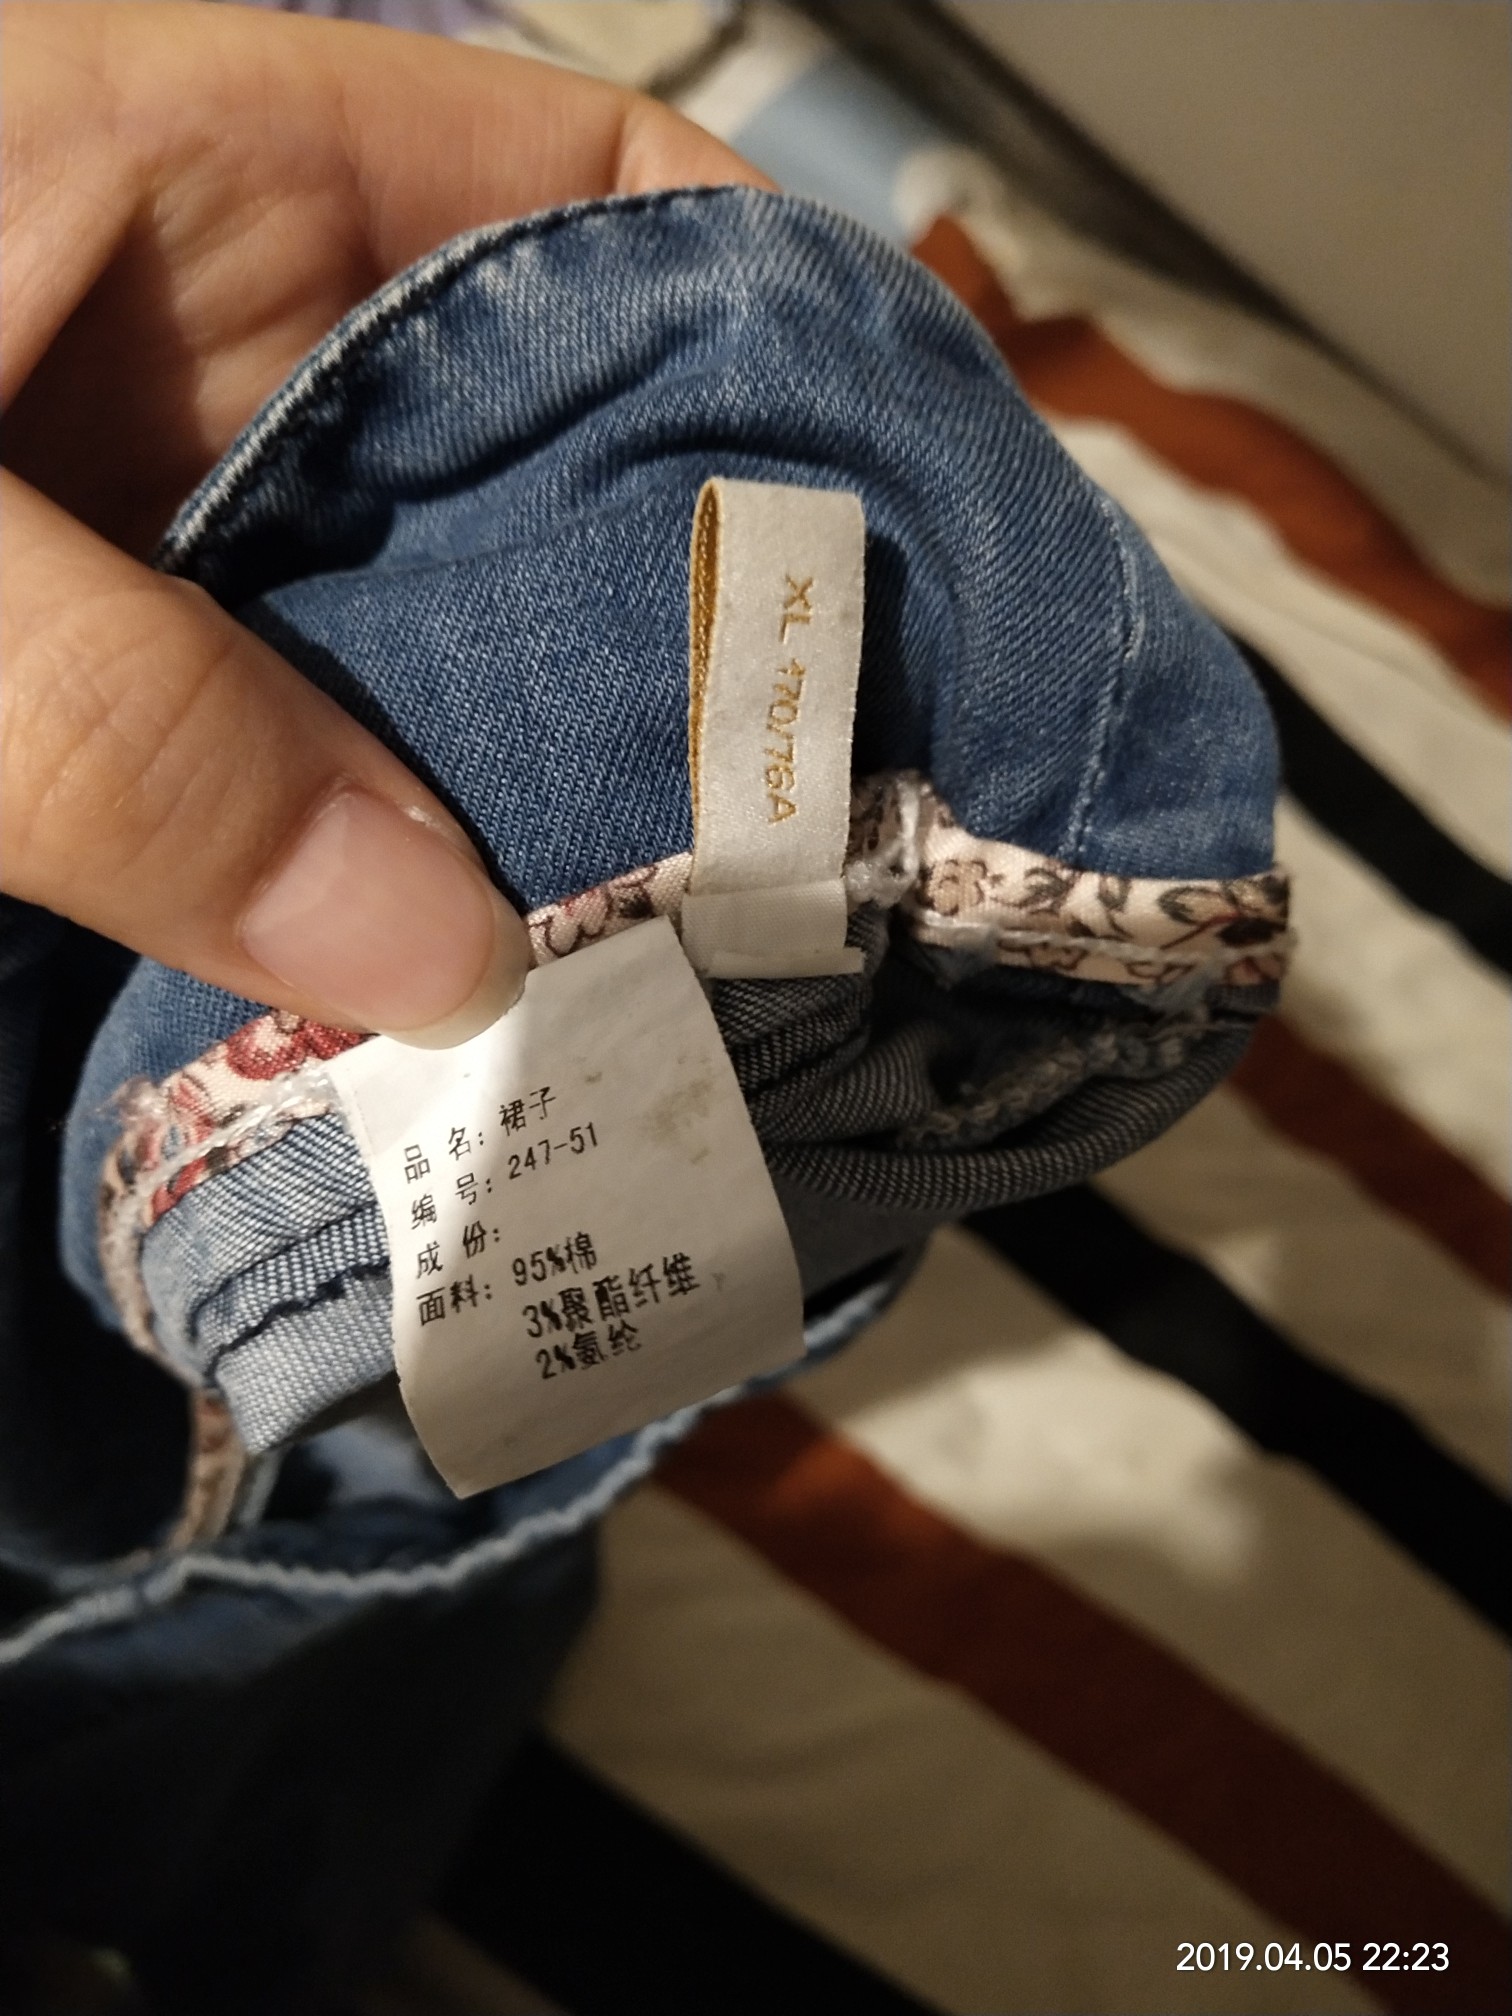 XL 170/76A
品 名：裙子
编 号：247-51
成 份：
面料：95%棉
3%聚酯纤维
2%氨纶
2019.04.05 22:23